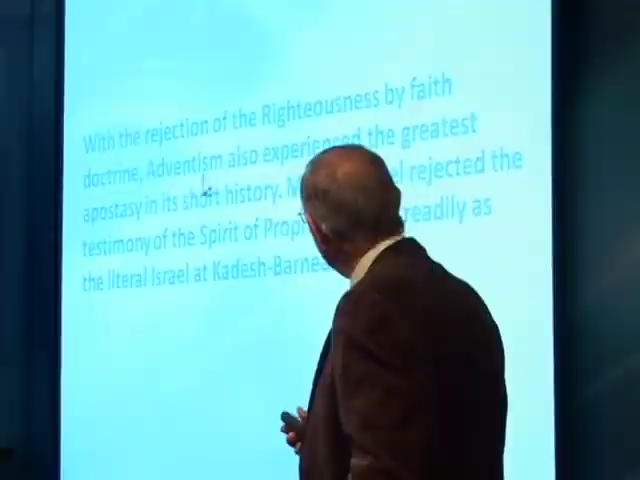 With the rejection of the Righteousness by faith
doctrine, Adventism also experienced the greatest
apostasy in its short history. el rejected the
testimony of the Spirit of Prop readily as
the literal Israel at Kadesh-Barne